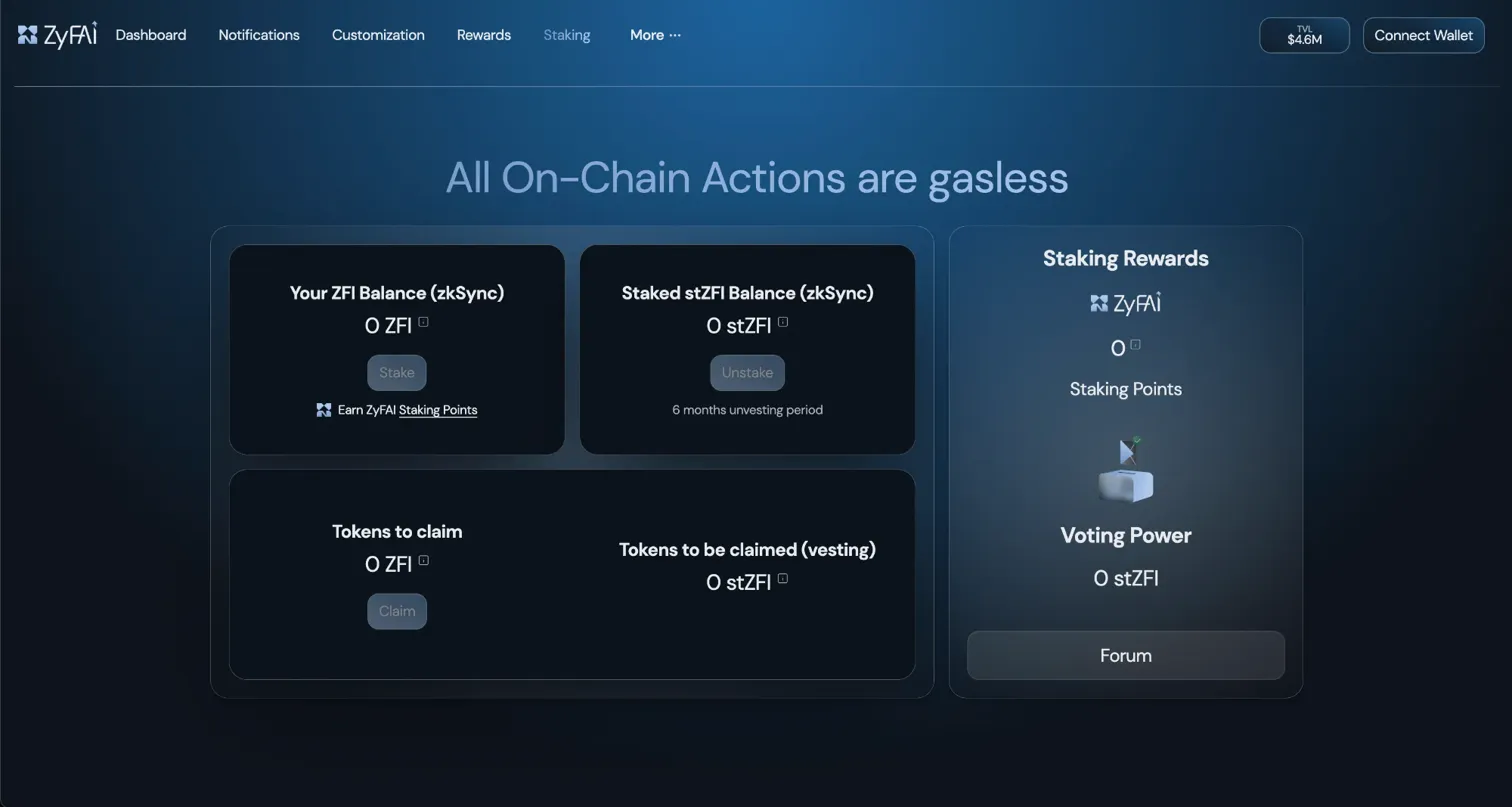 ZyFAI
Dashboard
Notifications
Customization
Rewards
Staking
More ···
TVL
$4.6M
Connect Wallet
All On-Chain Actions are gasless
Your ZFI Balance (zkSync)
0 ZFI
Stake
Earn ZyFAI Staking Points
Staked stZFI Balance (zkSync)
0 stZFI
Unstake
6 months unvesting period
Tokens to claim
0 ZFI
Claim
Tokens to be claimed (vesting)
0 stZFI
Staking Rewards
ZyFAI
0
Staking Points
Voting Power
0 stZFI
Forum